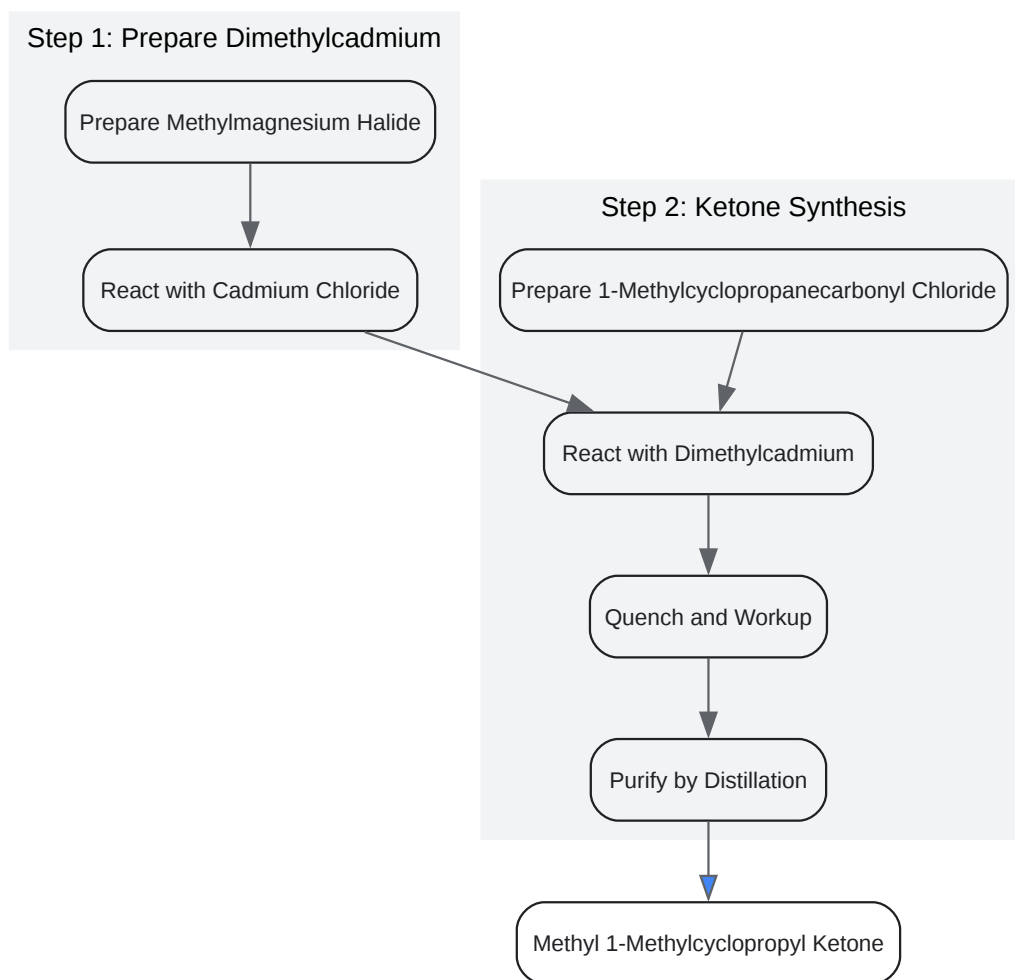 Step 1: Prepare Dimethylcadmium
Prepare Methylmagnesium Halide
React with Cadmium Chloride
Step 2: Ketone Synthesis
Prepare 1-Methylcyclopropanecarbonyl Chloride
React with Dimethylcadmium
Quench and Workup
Purify by Distillation
Methyl 1-Methylcyclopropyl Ketone